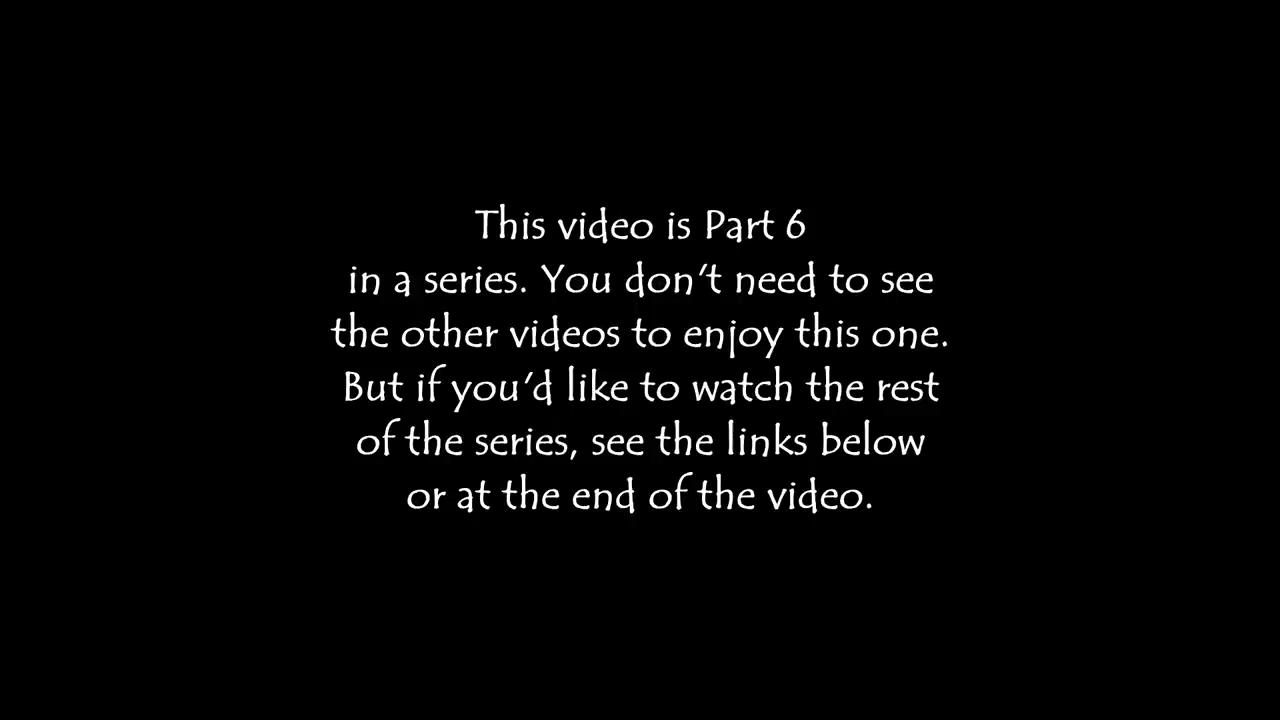 This video is Part 6
in a series. You don't need to see
the other videos to enjoy this one.
But if you'd like to watch the rest
of the series, see the links below
or at the end of the video.